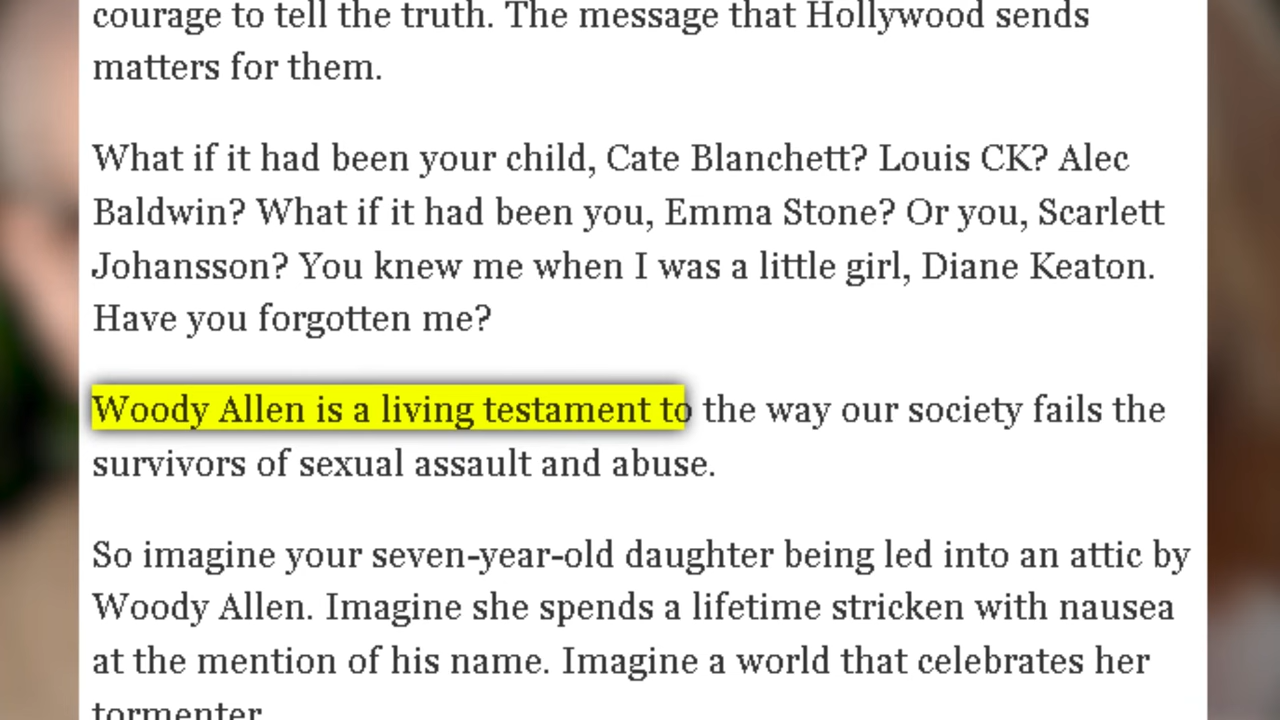 courage to tell the truth. The message that Hollywood sends
matters for them.
What if it had been your child, Cate Blanchett? Louis CK? Alec
Baldwin? What if it had been you, Emma Stone? Or you, Scarlett
Johansson? You knew me when I was a little girl, Diane Keaton.
Have you forgotten me?
Woody Allen is a living testament to the way our society fails the
survivors of sexual assault and abuse.
So imagine your seven-year-old daughter being led into an attic by
Woody Allen. Imagine she spends a lifetime stricken with nausea
at the mention of his name. Imagine a world that celebrates her
tormenter.